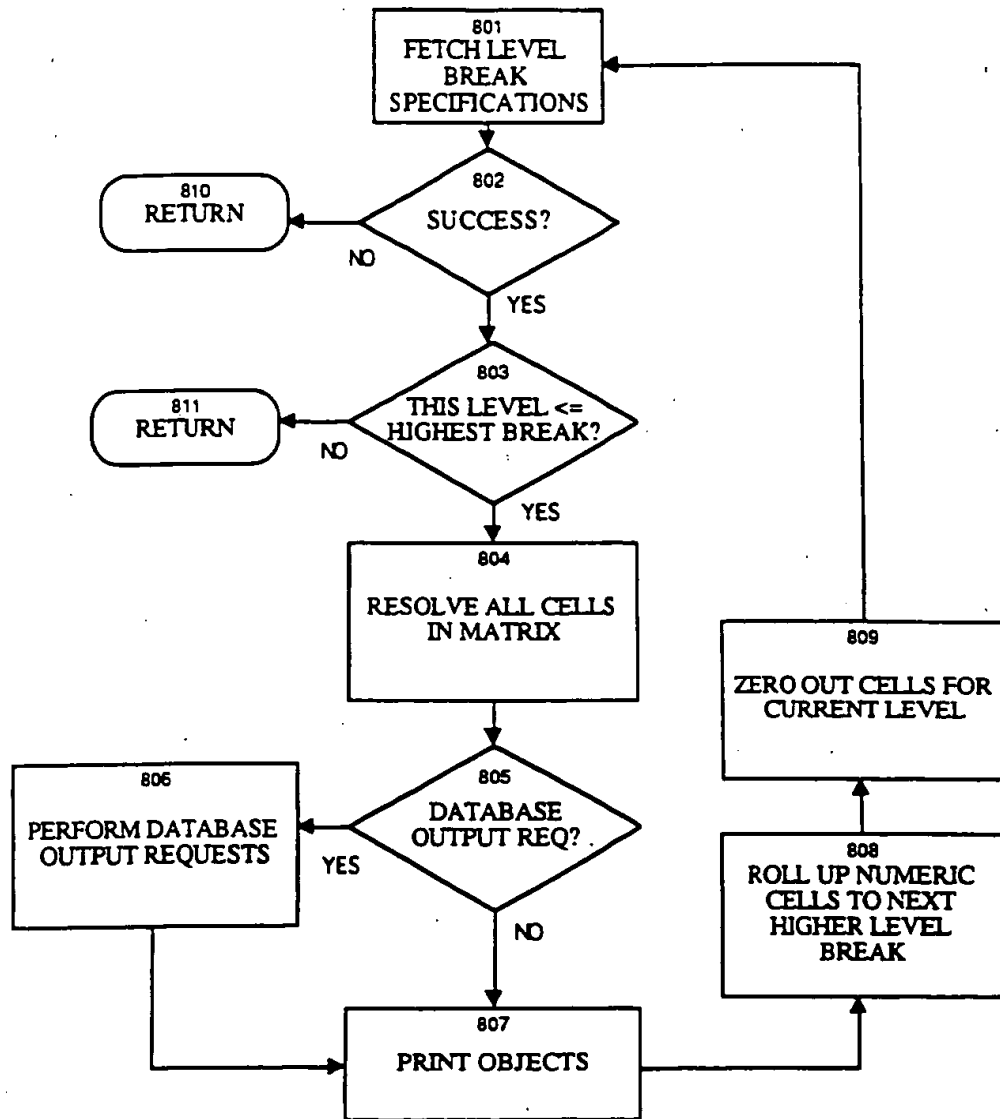 801
FETCH LEVEL
BREAK
SPECIFICATIONS
802
SUCCESS?
810
RETURN
NO
YES
803
THIS LEVEL <=
HIGHEST BREAK?
811
RETURN
NO
YES
804
RESOLVE ALL CELLS
IN MATRIX
805
DATABASE
OUTPUT REQ?
806
PERFORM DATABASE
OUTPUT REQUESTS
YES
NO
807
PRINT OBJECTS
808
ROLL UP NUMERIC
CELLS TO NEXT
HIGHER LEVEL
BREAK
809
ZERO OUT CELLS FOR
CURRENT LEVEL